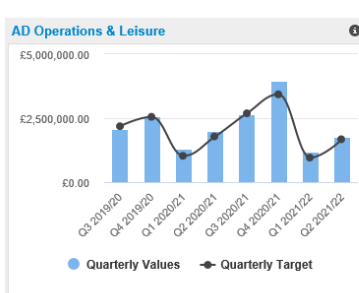 AD Operations & Leisure
£5,000,000.00
£2,500,000.00
£0.00
Q3 2019/20
Q4 2019/20
Q1 2020/21
Q2 2020/21
Q3 2020/21
Q4 2020/21
Q1 2021/22
Q2 2021/22
Quarterly Values
Quarterly Target